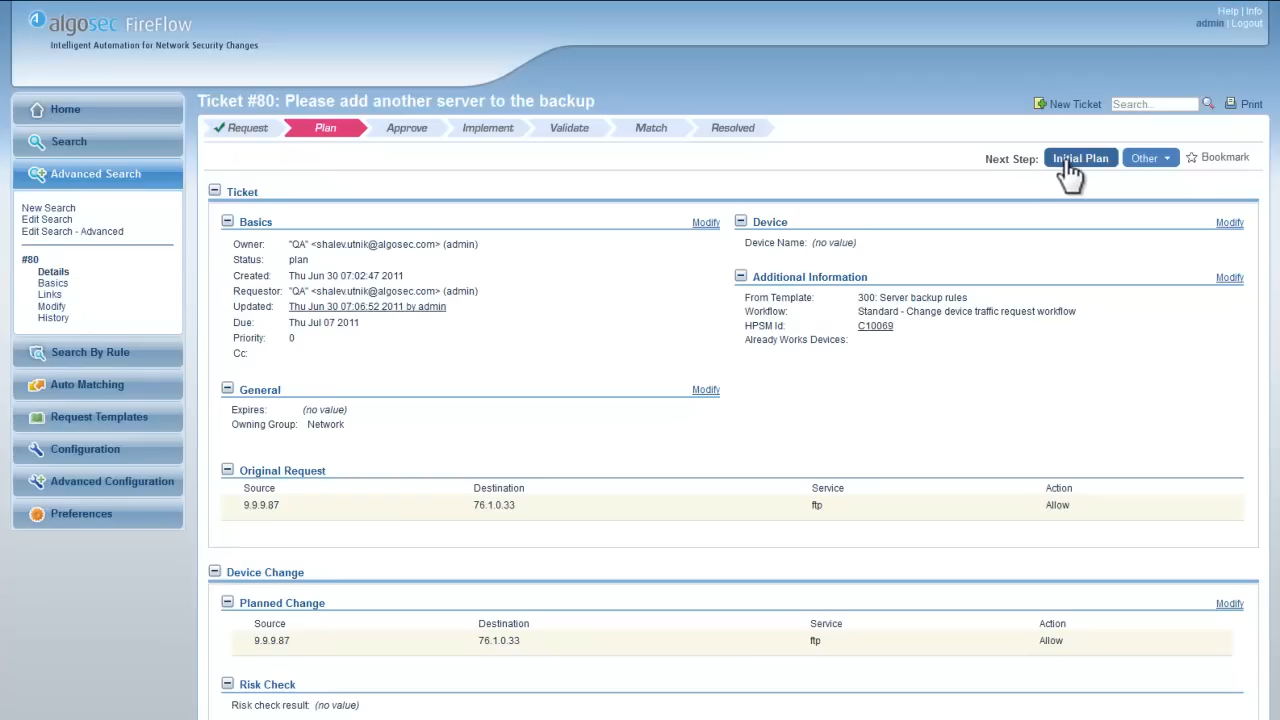 algosec FireFlow
Intelligent Automation for Network Security Changes
Help | Info
admin | Logout
Home
Search
Advanced Search
New Search
Edit Search
Edit Search - Advanced
#80
Details
Basics
Links
Modify
History
Search By Rule
Auto Matching
Request Templates
Configuration
Advanced Configuration
Preferences
Ticket #80: Please add another server to the backup
New Ticket Search... Print
Request Plan Approve Implement Validate Match Resolved
Next Step: Initial Plan Other Bookmark
Ticket
Basics Modify
Owner: "QA" <shalev.utnik@algosec.com> (admin)
Status: plan
Created: Thu Jun 30 07:02:47 2011
Requestor: "QA" <shalev.utnik@algosec.com> (admin)
Updated: Thu Jun 30 07:06:52 2011 by admin
Due: Thu Jul 07 2011
Priority: 0
Cc:
Device Modify
Device Name: (no value)
Additional Information Modify
From Template: 300: Server backup rules
Workflow: Standard - Change device traffic request workflow
HPSM Id: C10069
Already Works Devices:
General Modify
Expires: (no value)
Owning Group: Network
Original Request
Source Destination Service Action
9.9.9.87 76.1.0.33 ftp Allow
Device Change
Planned Change Modify
Source Destination Service Action
9.9.9.87 76.1.0.33 ftp Allow
Risk Check
Risk check result: (no value)